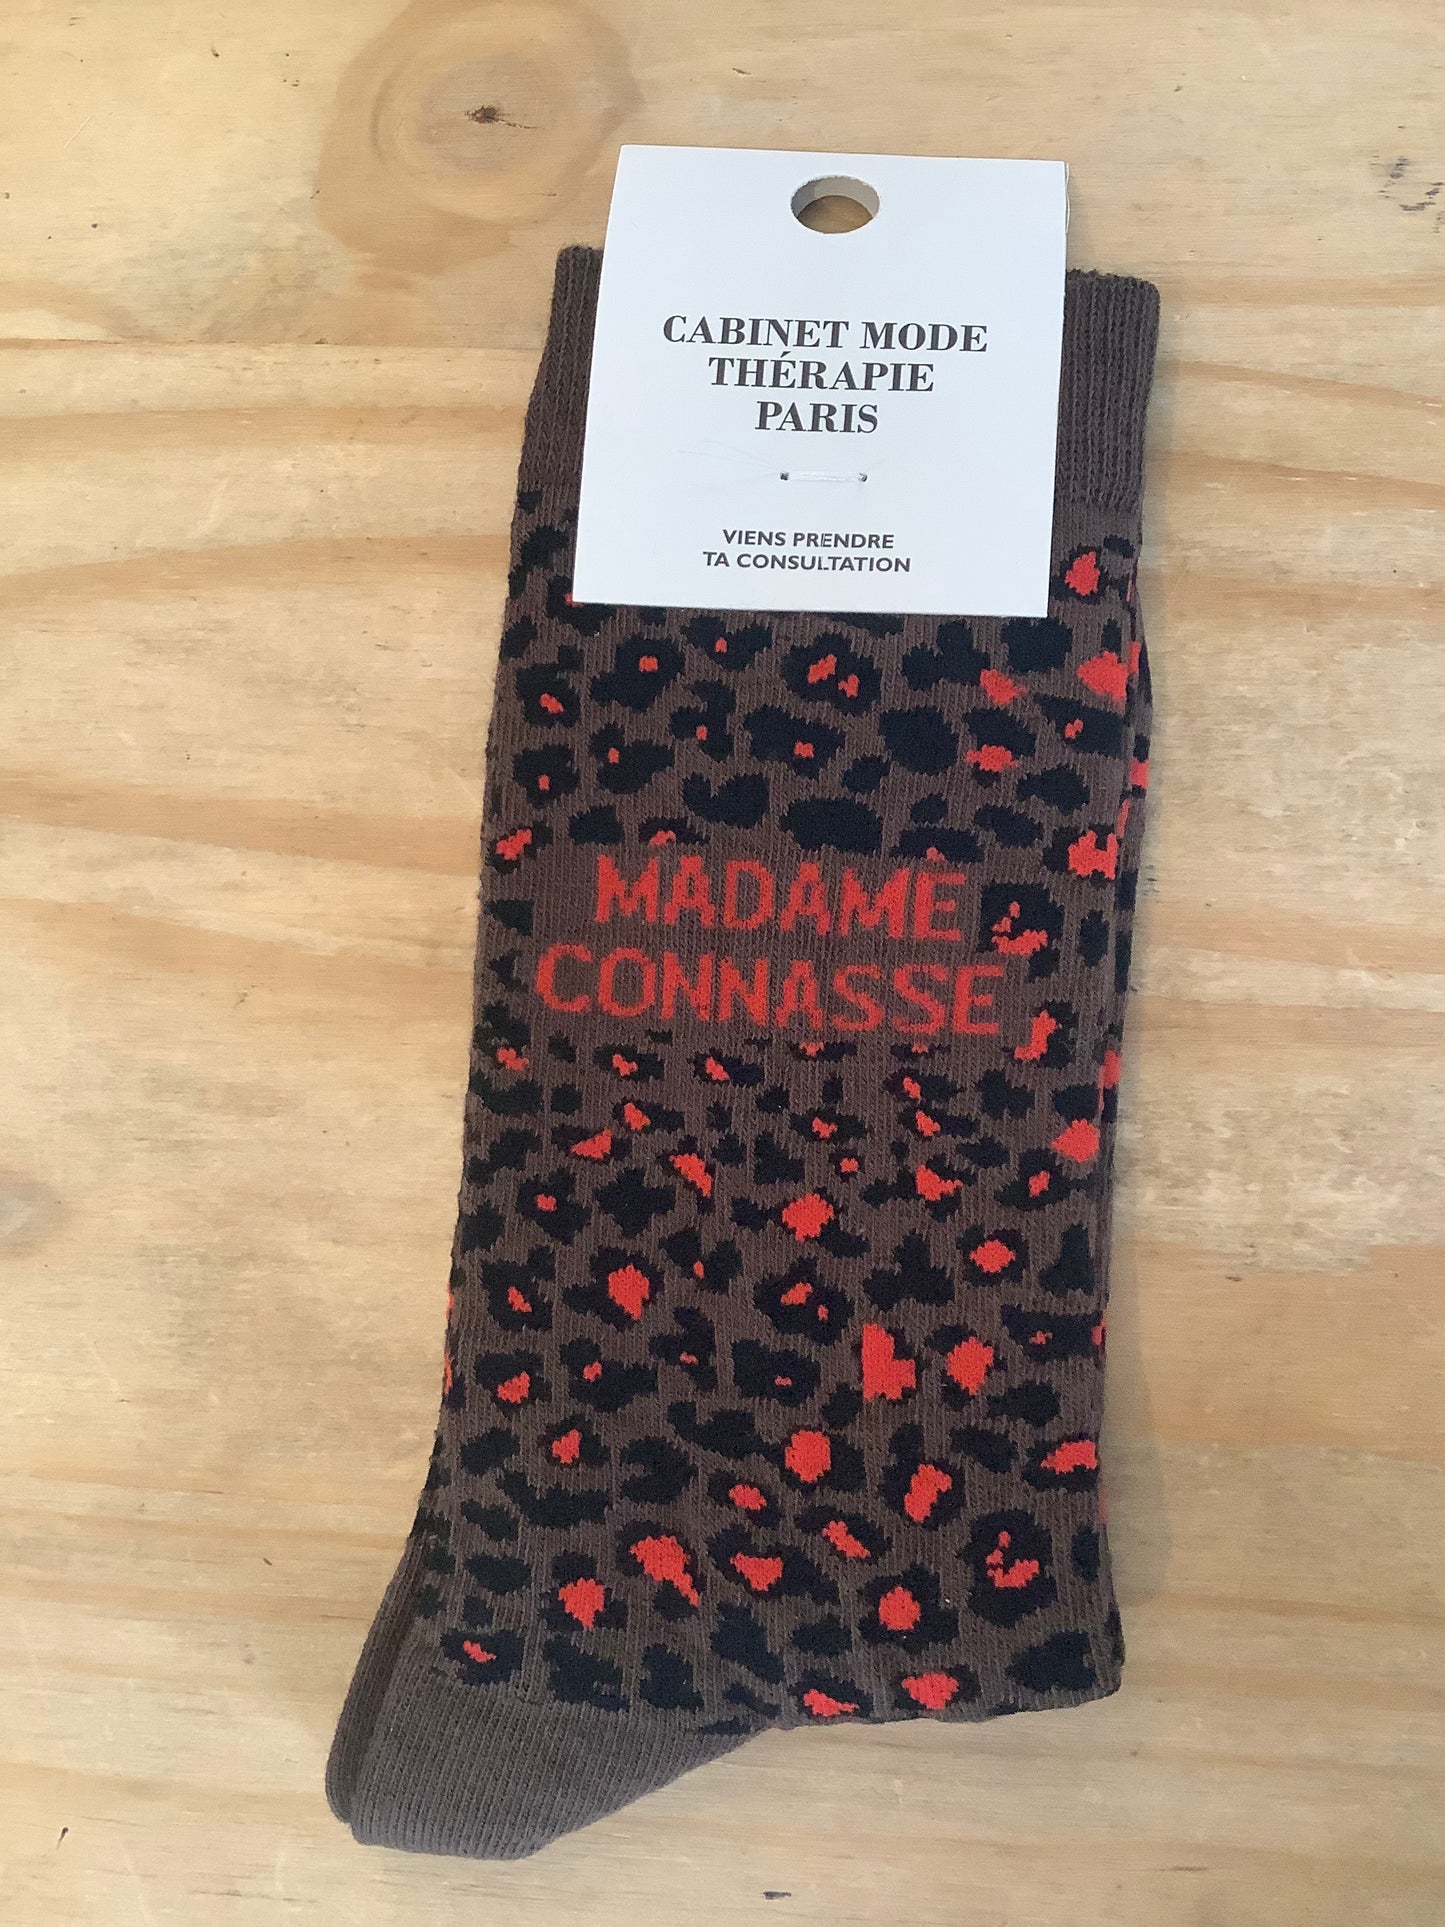 CABINET MODE
THÉRAPIE
PARIS
VIENS PRENDRE
TA CONSULTATION
MADAME
CONNASSE